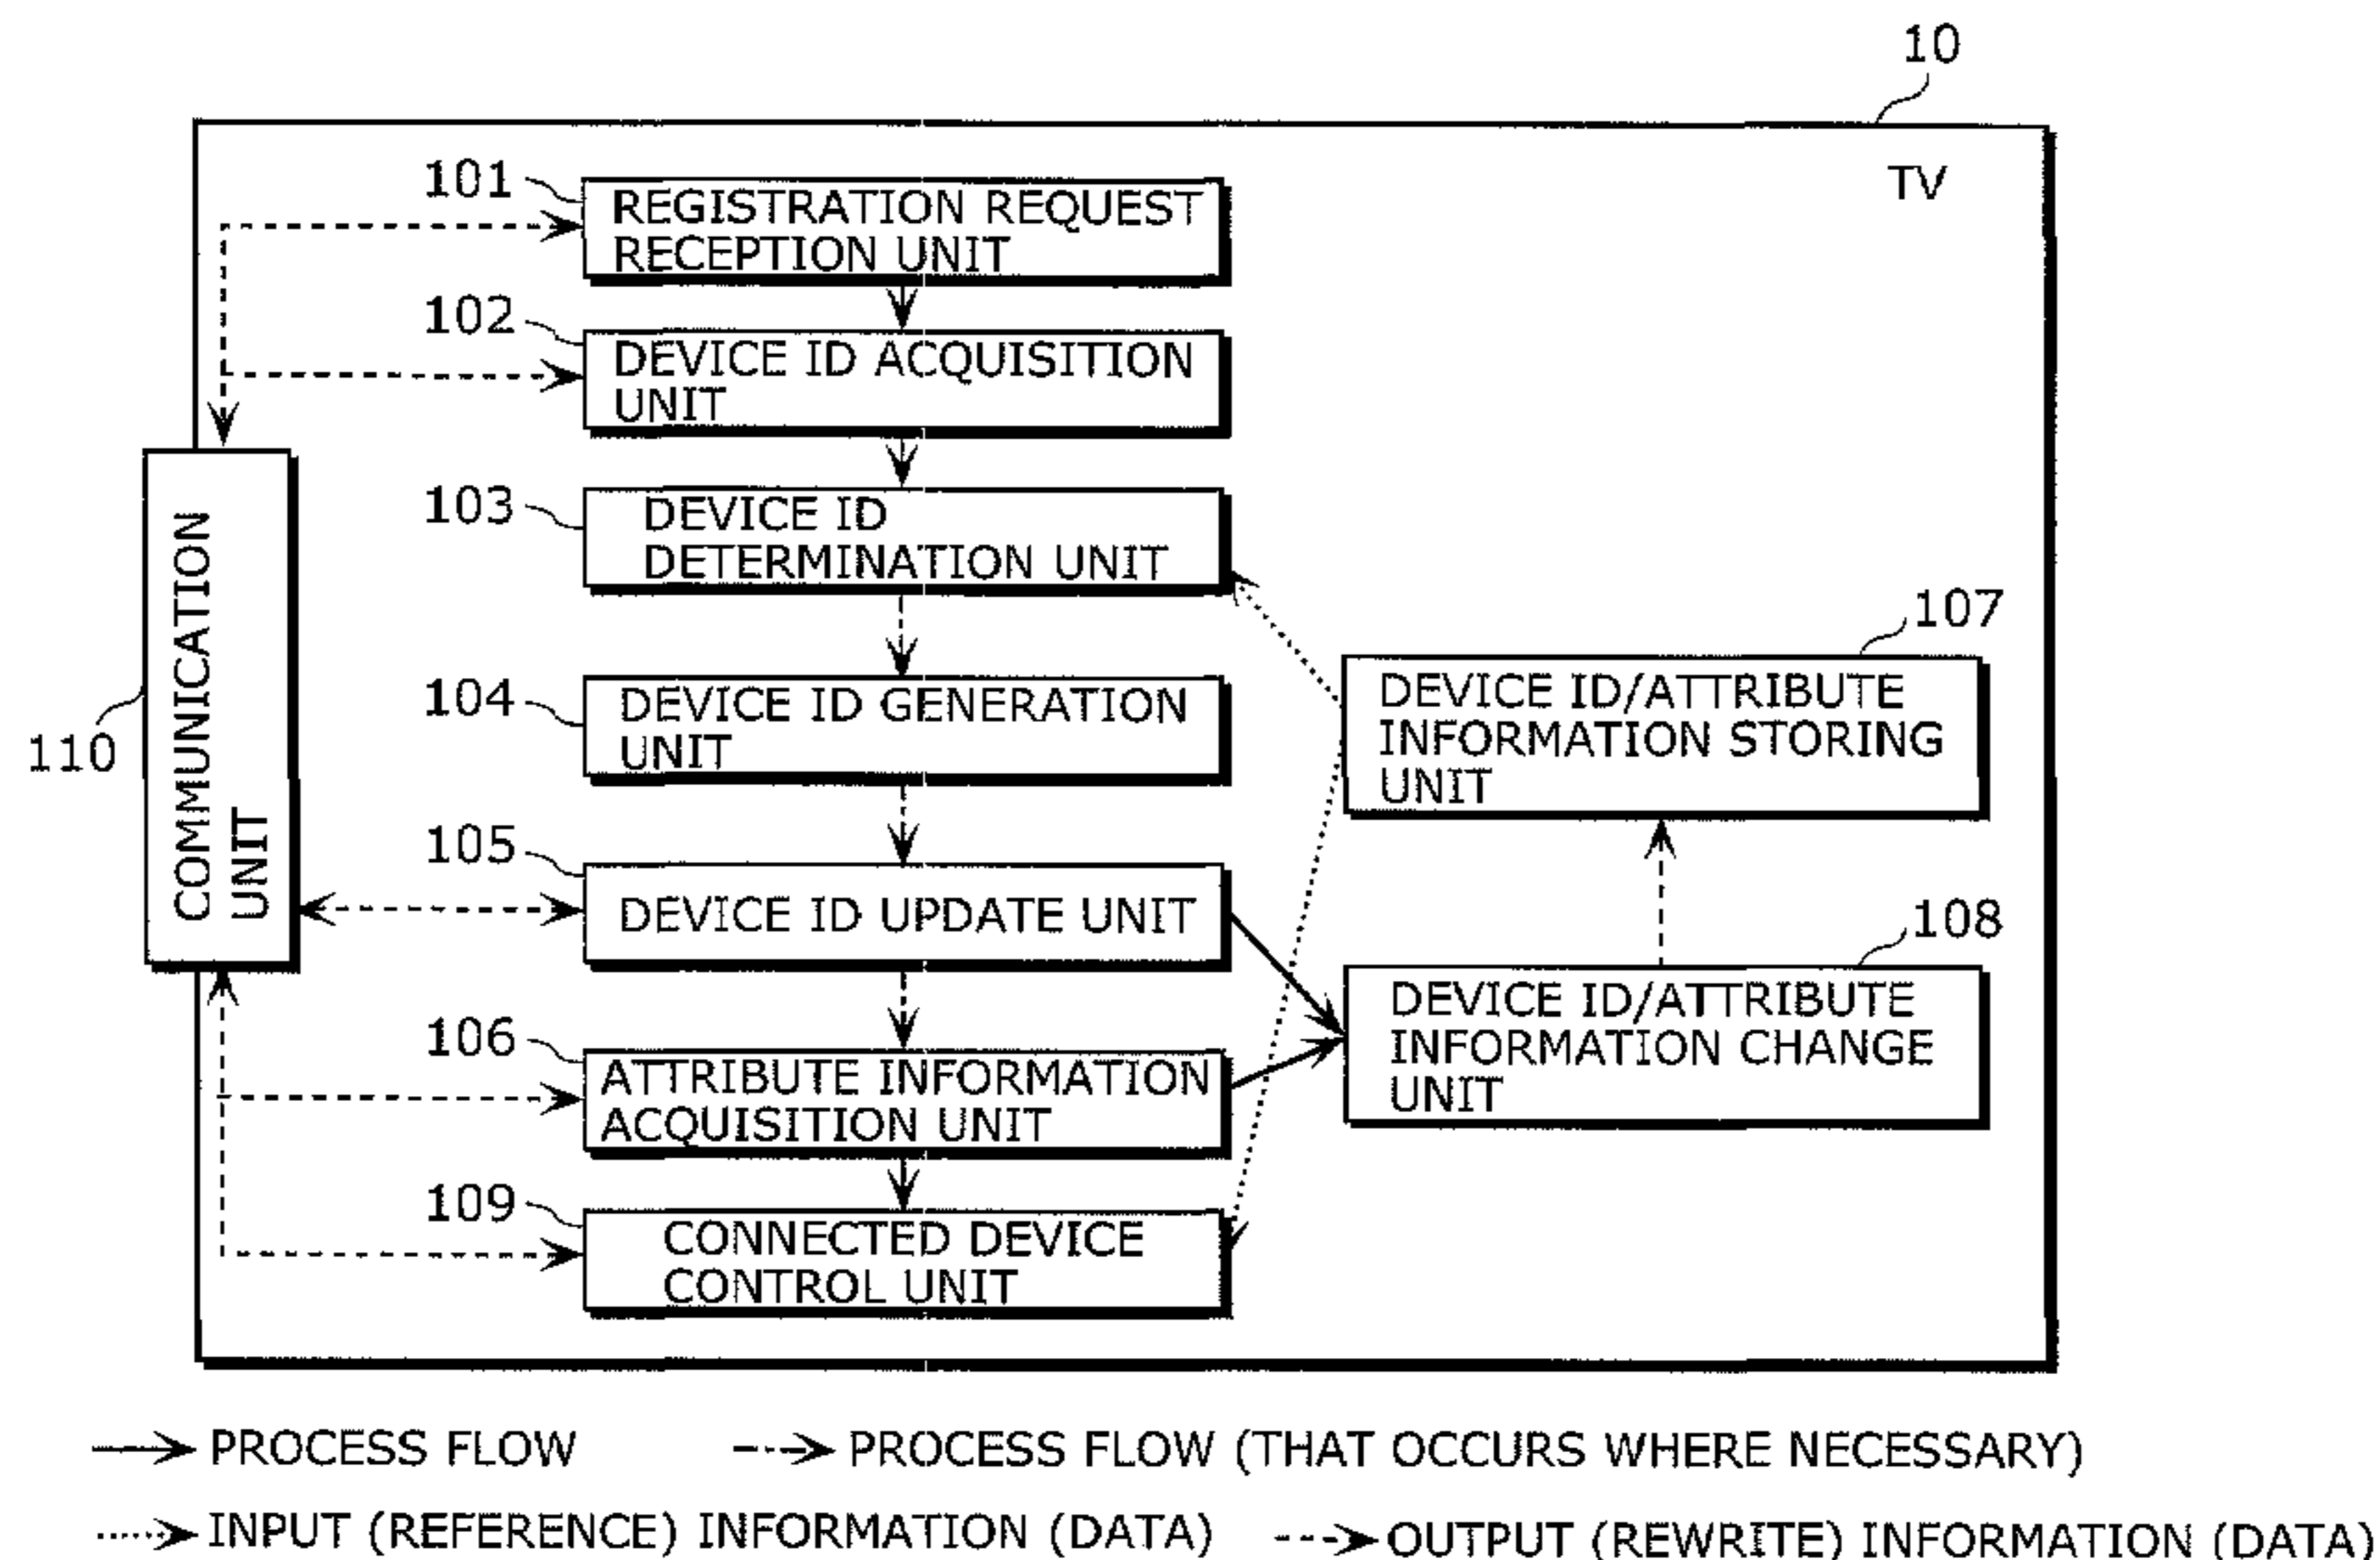 10
TV
101
REGISTRATION REQUEST
RECEPTION UNIT
102
DEVICE ID ACQUISITION
UNIT
103
DEVICE ID
DETERMINATION UNIT
107
DEVICE ID/ATTRIBUTE
INFORMATION STORING
UNIT
104
DEVICE ID GENERATION
UNIT
110
COMMUNICATION
UNIT
105
DEVICE ID UPDATE UNIT
108
DEVICE ID/ATTRIBUTE
INFORMATION CHANGE
UNIT
106
ATTRIBUTE INFORMATION
ACQUISITION UNIT
109
CONNECTED DEVICE
CONTROL UNIT
PROCESS FLOW
PROCESS FLOW (THAT OCCURS WHERE NECESSARY)
INPUT (REFERENCE) INFORMATION (DATA)
OUTPUT (REWRITE) INFORMATION (DATA)